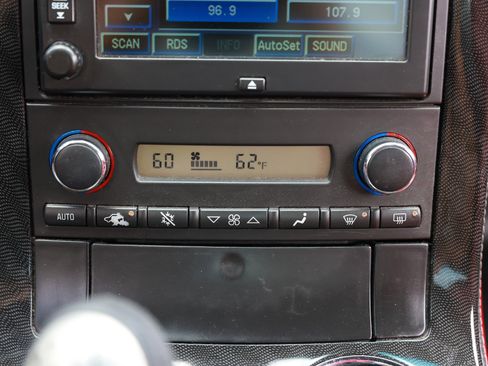 SEEK
96.9 107.9
SCAN RDS INFO AutoSet SOUND
60 62°F
AUTO